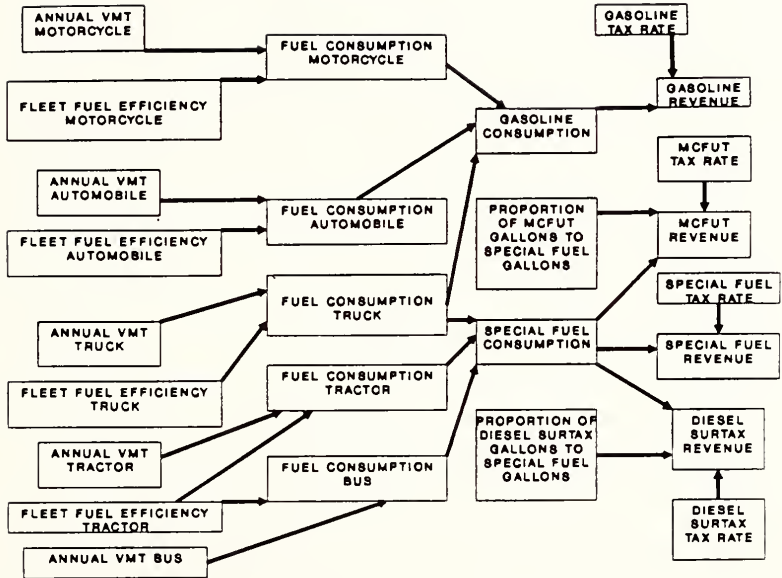 ANNUAL VMT
MOTORCYCLE
FLEET FUEL EFFICIENCY
MOTORCYCLE
ANNUAL VMT
AUTOMOBILE
FLEET FUEL EFFICIENCY
AUTOMOBILE
ANNUAL VMT
TRUCK
FLEET FUEL EFFICIENCY
TRUCK
ANNUAL VMT
TRACTOR
FLEET FUEL EFFICIENCY
TRACTOR
ANNUAL VMT BUS
FUEL CONSUMPTION
MOTORCYCLE
FUEL CONSUMPTION
AUTOMOBILE
FUEL CONSUMPTION
TRUCK
FUEL CONSUMPTION
TRACTOR
FUEL CONSUMPTION
BUS
GASOLINE
CONSUMPTION
PROPORTION
OF MCFUT
GALLONS TO
SPECIAL FUEL
GALLONS
SPECIAL FUEL
CONSUMPTION
PROPORTION OF
DIESEL SURTAX
GALLONS TO
SPECIAL FUEL
GALLONS
GASOLINE
TAX RATE
GASOLINE
REVENUE
MCFUT
TAX RATE
MCFUT
REVENUE
SPECIAL FUEL
TAX RATE
SPECIAL FUEL
REVENUE
DIESEL
SURTAX
REVENUE
DIESEL
SURTAX
TAX RATE